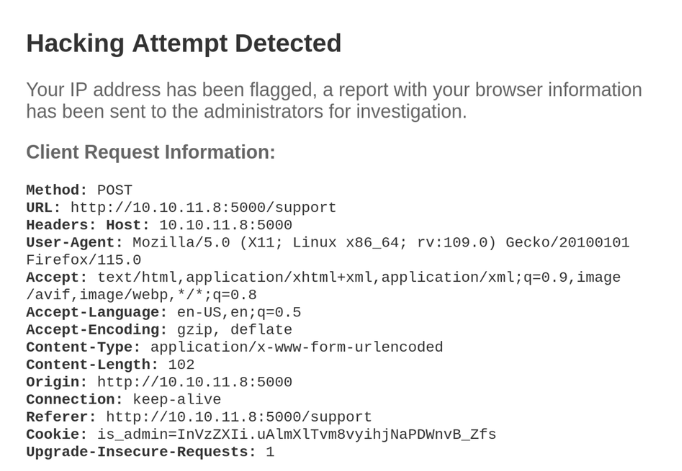 Hacking Attempt Detected
Your IP address has been flagged, a report with your browser information
has been sent to the administrators for investigation.
Client Request Information:
Method: POST
URL: http://10.10.11.8:5000/support
Headers: Host: 10.10.11.8:5000
User-Agent: Mozilla/5.0 (X11; Linux x86_64; rv:109.0) Gecko/20100101
Firefox/115.0
Accept: text/html,application/xhtml+xml,application/xml;q=0.9,image
/avif,image/webp,*/*;q=0.8
Accept-Language: en-US,en;q=0.5
Accept-Encoding: gzip, deflate
Content-Type: application/x-www-form-urlencoded
Content-Length: 102
Origin: http://10.10.11.8:5000
Connection: keep-alive
Referer: http://10.10.11.8:5000/support
Cookie: is_admin=InVzZXIi.uAlmXlTvm8vyihjNaPDWnvB_Zfs
Upgrade-Insecure-Requests: 1